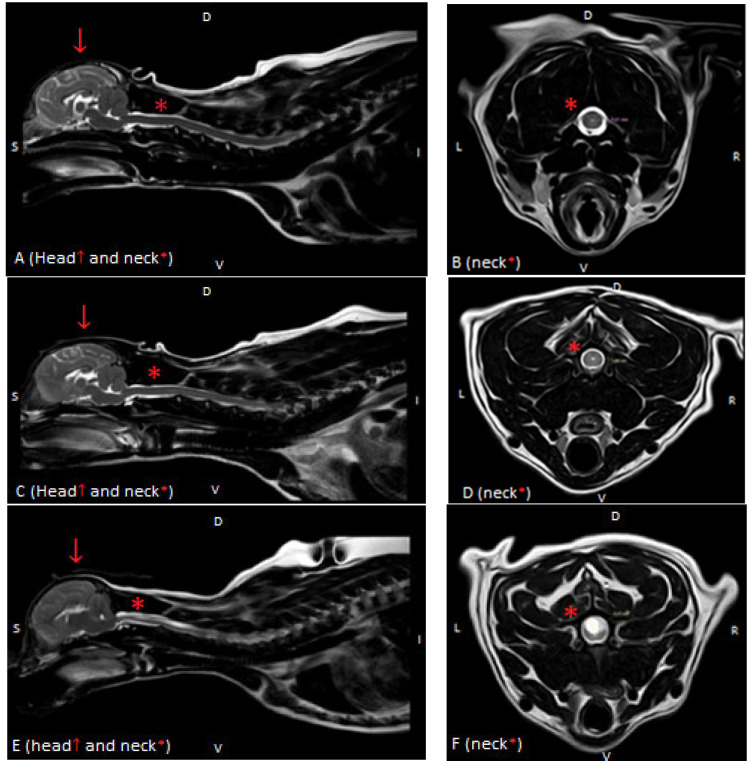 D
S
I
A (Head↑ and neck*)
V
D
L
R
B (neck*)
V
D
S
I
C (Head↑ and neck*)
V
D
L
R
D (neck*)
V
D
S
I
E (head↑ and neck*)
V
D
L
R
F (neck*)
V